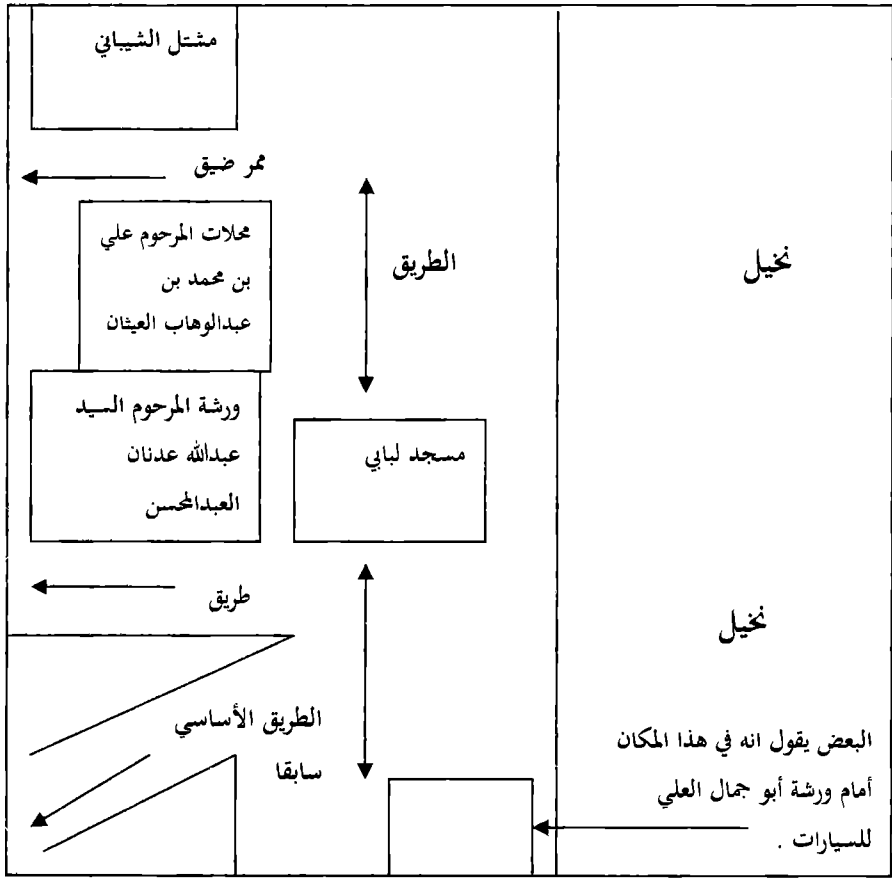 مشتل الشيباني
ممر ضيق
محلات المرحوم علي
بن محمد بن
عبدالوهاب العيثان
الطريق
نخيل
ورشة المرحوم السيد
عبدالله عدنان
العبدالمحسن
مسجد لبابي
طريق
نخيل
الطريق الأساسي
سابقا
البعض يقول انه في هذا المكان
أمام ورشة أبو جمال العلي
للسيارات .